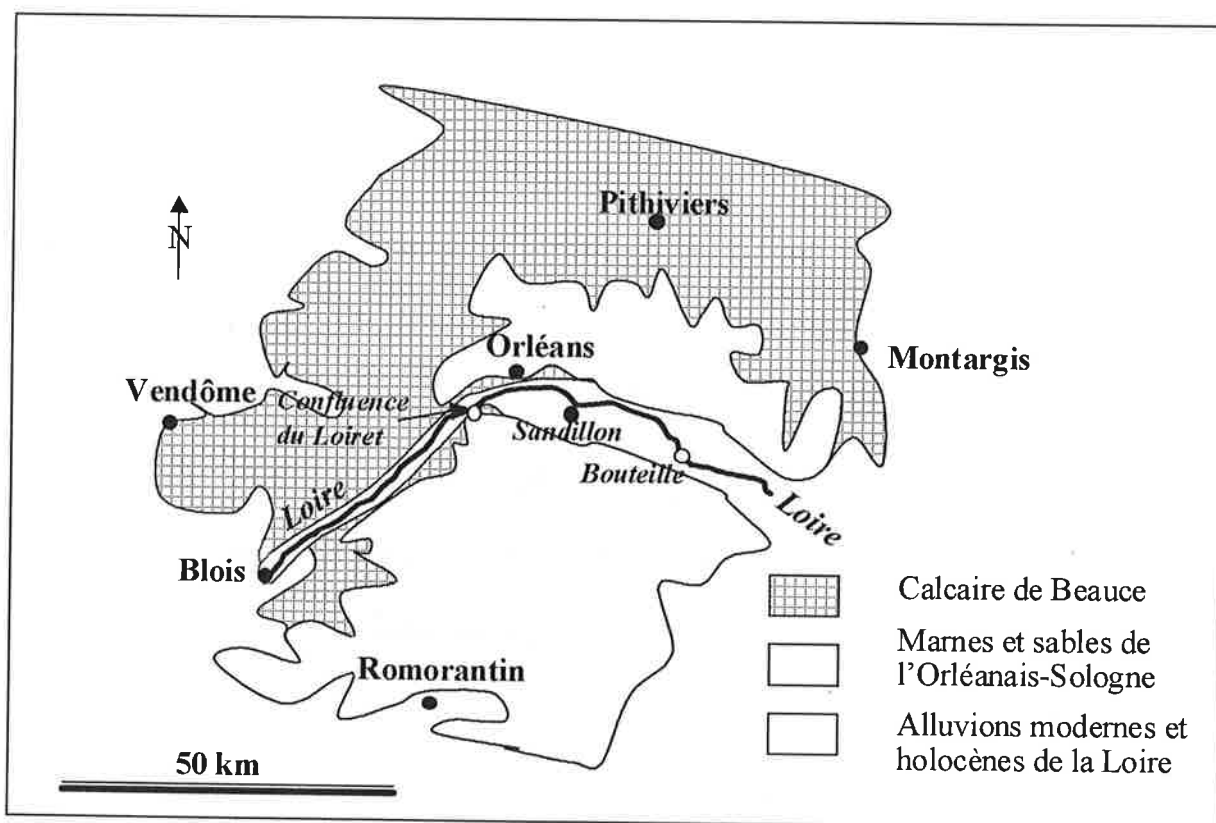 N
Pithiviers
Orléans
Montargis
Vendôme
Confluence
du Loiret
Sandillon
Bouteille
Loire
Loire
Blois
Romorantin
50 km
Calcaire de Beauce
Marnes et sables de
l'Orléanais-Sologne
Alluvions modernes et
holocènes de la Loire